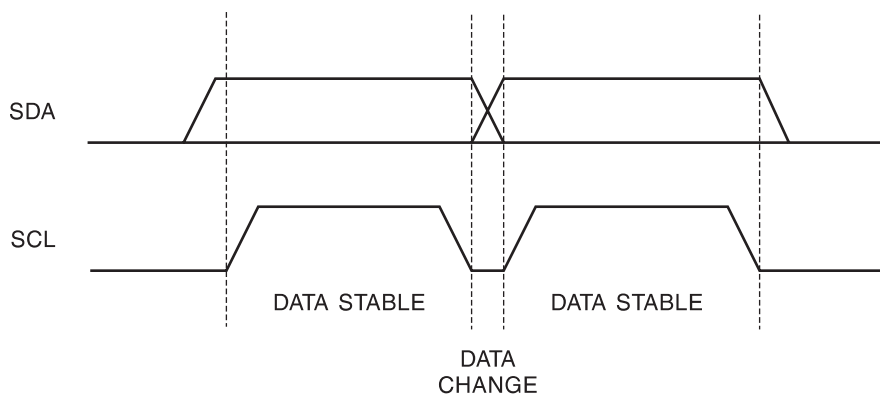 SDA
SCL
DATA STABLE
DATA STABLE
DATA
CHANGE